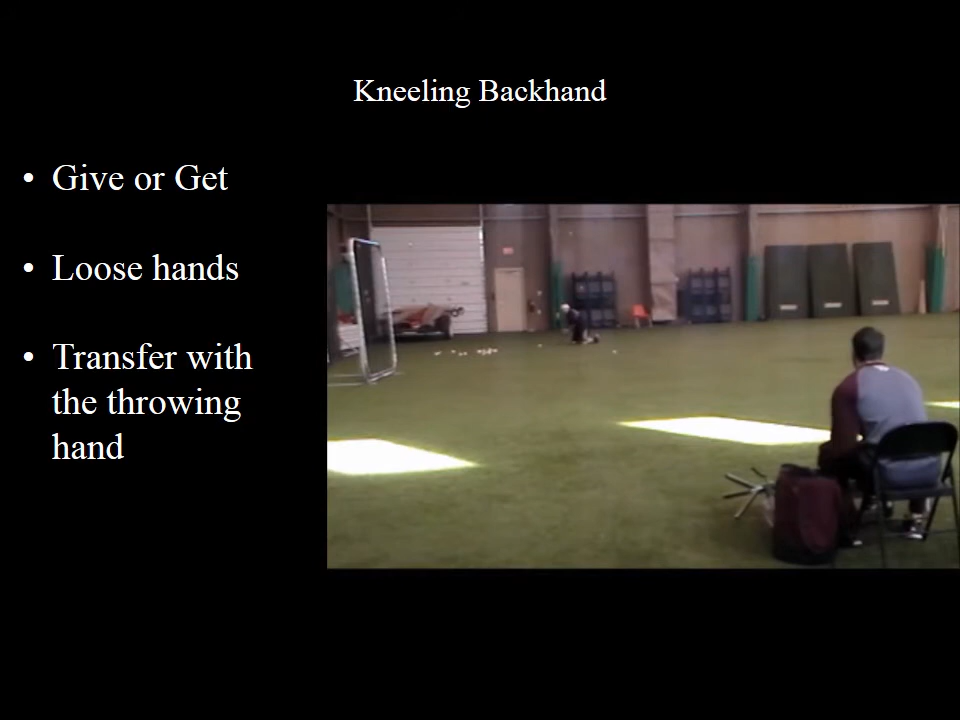 Kneeling Backhand
• Give or Get
• Loose hands
• Transfer with
the throwing
hand